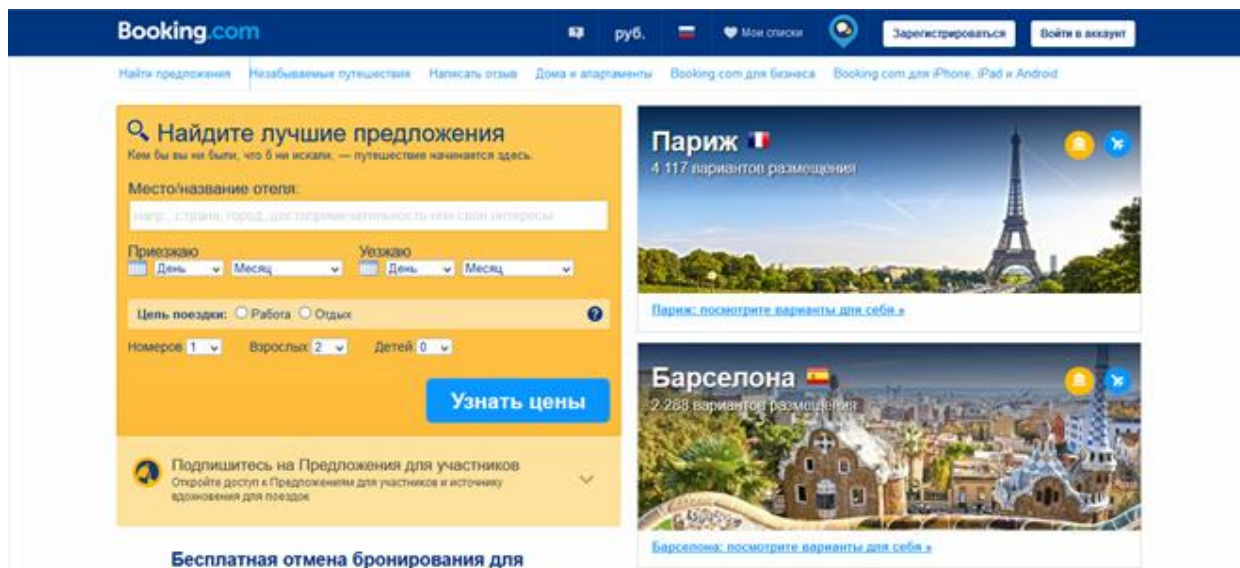 Booking.com
руб.
Мои списки
Зарегистрироваться
Войти в аккаунт
Найти предложения
Незабываемые путешествия
Написать отзыв
Дома и апартаменты
Booking.com для бизнеса
Booking.com для iPhone, iPad и Android
Найдите лучшие предложения
Кем бы вы ни были, что б ни искали, — путешествие начинается здесь.
Место/название отеля:
напр., страна, город, достопримечательность или свои интересы
Приезжаю
Уезжаю
День Месяц
День Месяц
Цель поездки: Работа Отдых ?
Номеров 1 Взрослых 2 Детей 0
Узнать цены
Подпишитесь на Предложения для участников
Откройте доступ к Предложениям для участников и источнику
вдохновения для поездок
Бесплатная отмена бронирования для
Париж
4 117 вариантов размещения
Париж: посмотрите варианты для себя »
Барселона
2 288 вариантов размещения
Барселона: посмотрите варианты для себя »